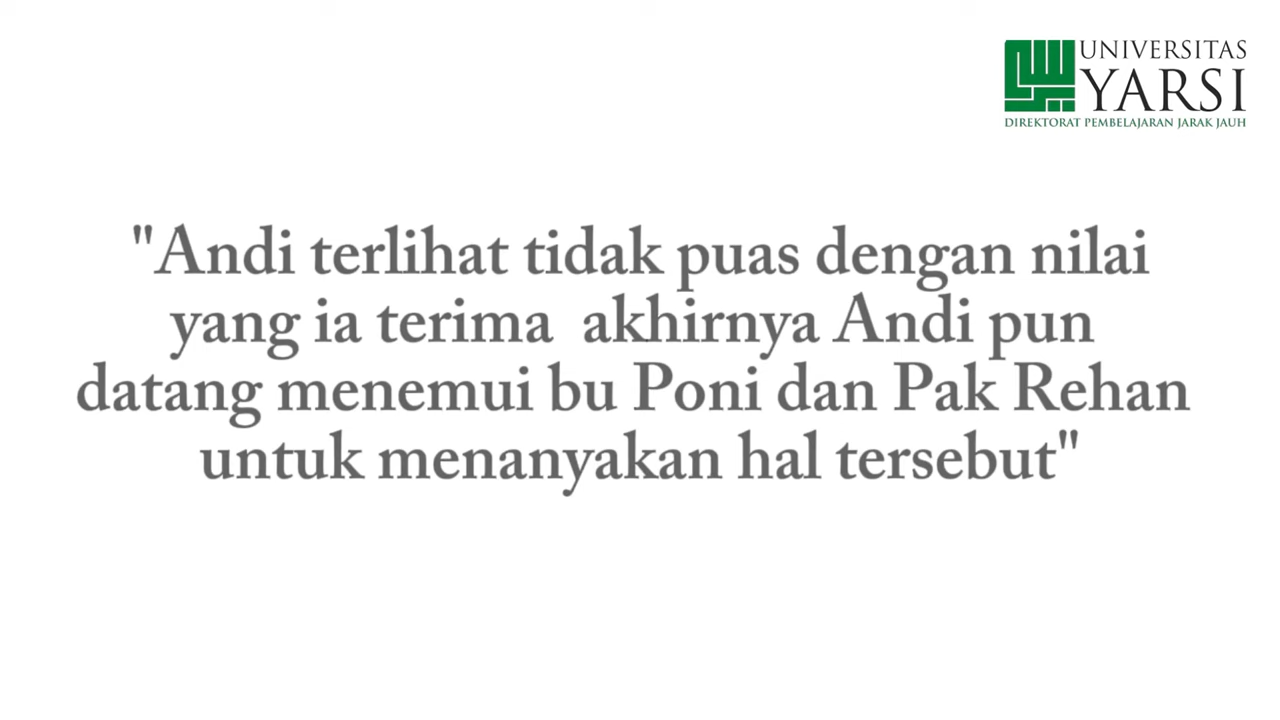 UNIVERSITAS
YARSI
DIREKTORAT PEMBELAJARAN JARAK JAUH
"Andi terlihat tidak puas dengan nilai
yang ia terima  akhirnya Andi pun
datang menemui bu Poni dan Pak Rehan
untuk menanyakan hal tersebut"